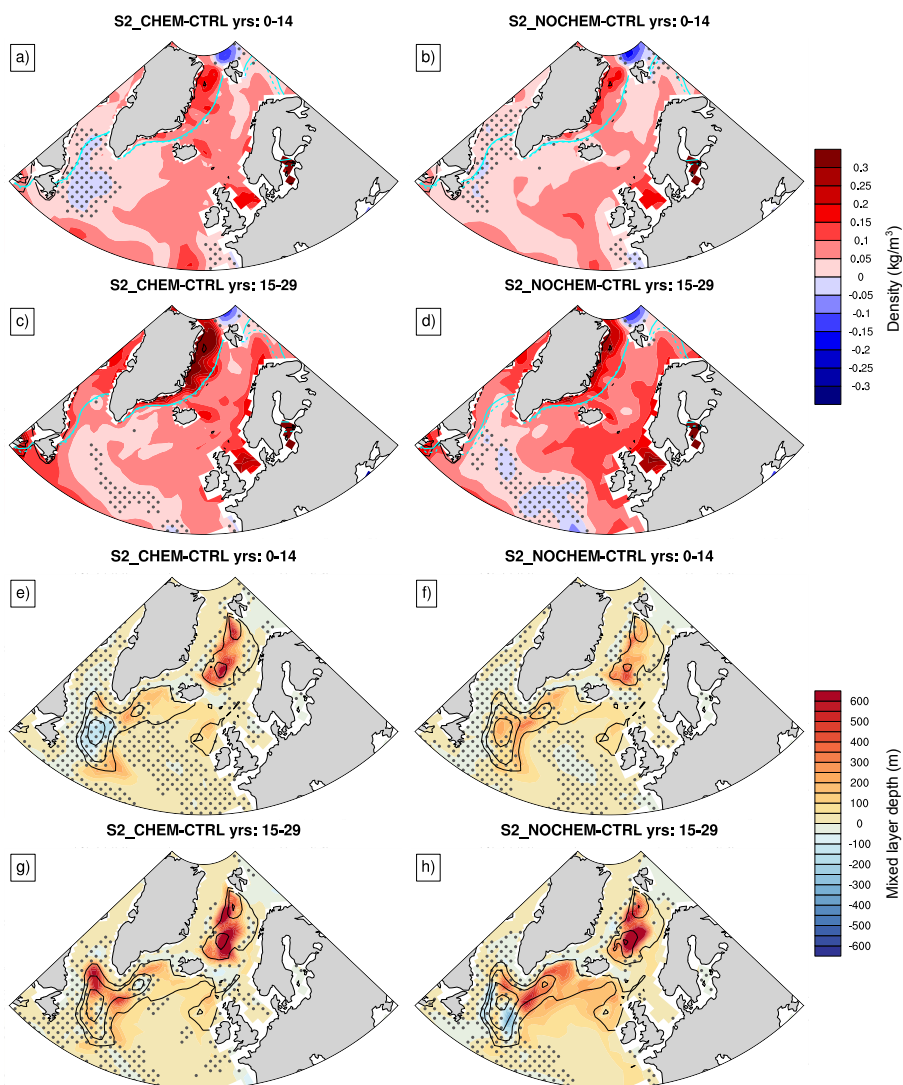 S2_CHEM-CTRL yrs: 0-14
S2_NOCHEM-CTRL yrs: 0-14
a)
b)
S2_CHEM-CTRL yrs: 15-29
S2_NOCHEM-CTRL yrs: 15-29
c)
d)
0.3
0.25
0.2
0.15
0.1
0.05
0
-0.05
-0.1
-0.15
-0.2
-0.25
-0.3
Density (kg/m³)
S2_CHEM-CTRL yrs: 0-14
S2_NOCHEM-CTRL yrs: 0-14
e)
f)
S2_CHEM-CTRL yrs: 15-29
S2_NOCHEM-CTRL yrs: 15-29
g)
h)
600
500
400
300
200
100
0
-100
-200
-300
-400
-500
-600
Mixed layer depth (m)